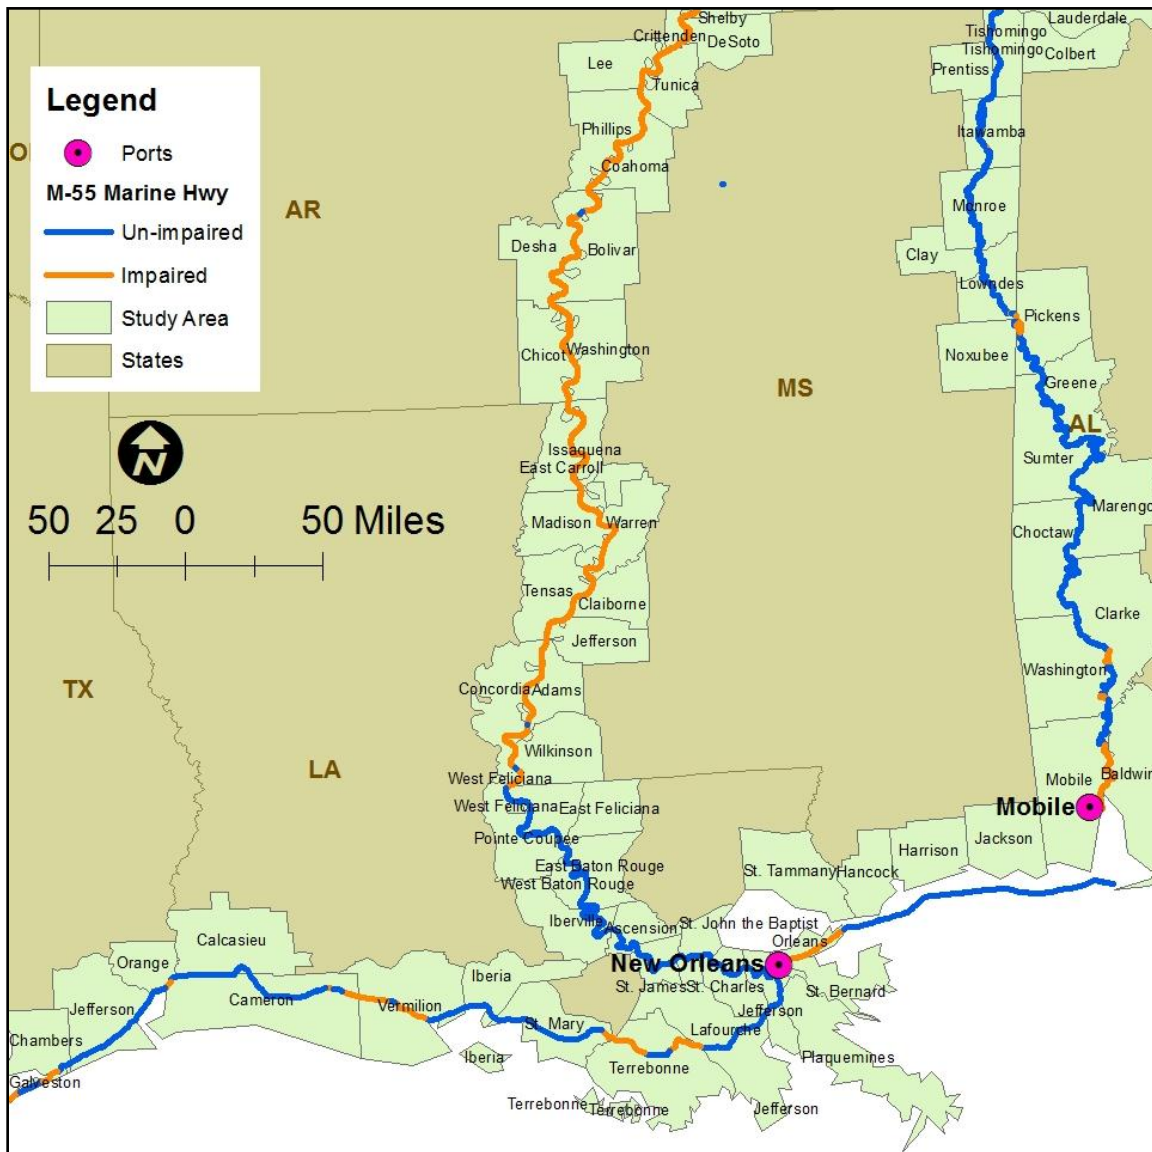 Legend
Ports
M-55 Marine Hwy
Un-impaired
Impaired
Study Area
States
N
50 25 0 50 Miles
AR
MS
AL
TX
LA
Shelby
Crittenden
DeSoto
Lee
Tunica
Phillips
Coahoma
Desha
Bolivar
Chicot
Washington
Issaquena
East Carroll
Madison
Warren
Tensas
Claiborne
Jefferson
Concordia
Adams
Wilkinson
West Feliciana
West Feliciana
East Feliciana
Pointe Coupee
East Baton Rouge
West Baton Rouge
Iberville
Ascension
St. John the Baptist
Orleans
New Orleans
St. James
St. Charles
St. Bernard
Jefferson
Lafourche
Plaquemines
Terrebonne
Terrebonne
Terrebonne
Jefferson
St. Mary
Iberia
Iberia
Vermilion
Calcasieu
Cameron
Orange
Jefferson
Chambers
Galveston
Lauderdale
Tishomingo
Tishomingo
Colbert
Prentiss
Itawamba
Monroe
Clay
Lowndes
Pickens
Noxubee
Greene
Sumter
Marengo
Choctaw
Clarke
Washington
Mobile
Baldwin
Mobile
Jackson
Harrison
Hancock
St. Tammany